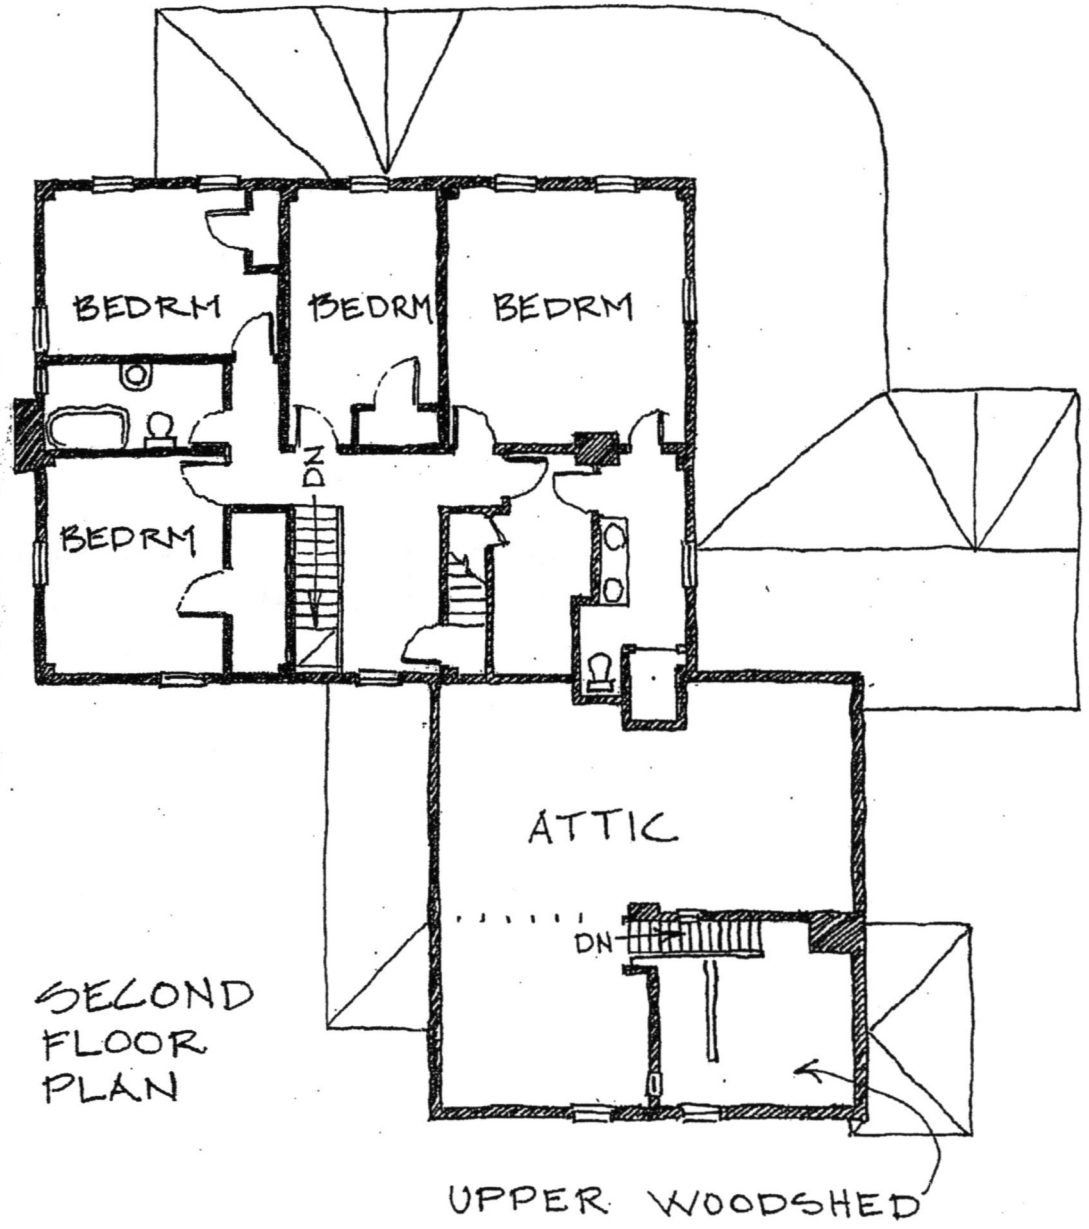 BEDRM
BEDRM
BEDRM
DN
BEDRM
ATTIC
DN
SECOND
FLOOR
PLAN
UPPER WOODSHED